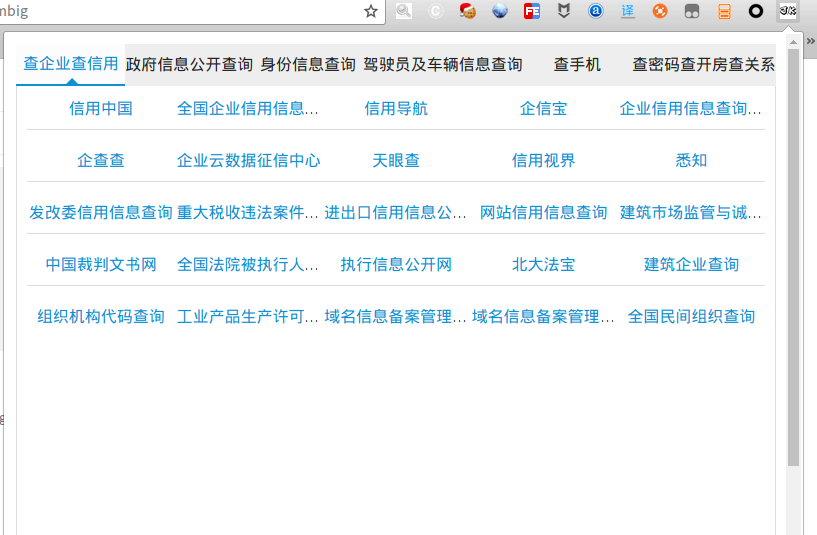 nbig
译
查企业查信用 政府信息公开查询 身份信息查询 驾驶员及车辆信息查询 查手机 查密码查开房查关系
信用中国 全国企业信用信息... 信用导航 企信宝 企业信用信息查询...
企查查 企业云数据征信中心 天眼查 信用视界 悉知
发改委信用信息查询 重大税收违法案件... 进出口信用信息公... 网站信用信息查询 建筑市场监管与诚...
中国裁判文书网 全国法院被执行人... 执行信息公开网 北大法宝 建筑企业查询
组织机构代码查询 工业产品生产许可... 域名信息备案管理... 域名信息备案管理... 全国民间组织查询